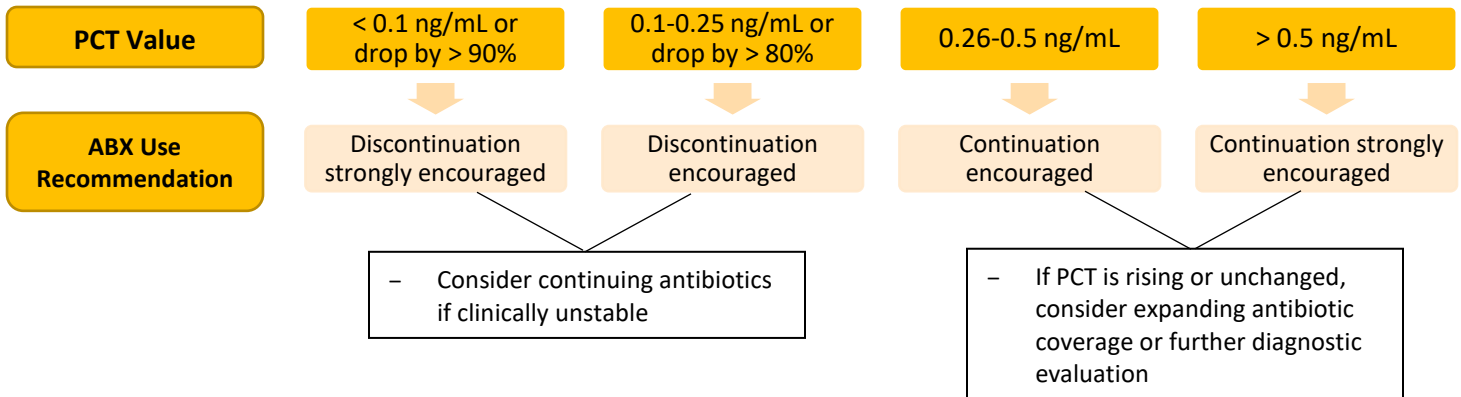 PCT Value
< 0.1 ng/mL or
drop by > 90%
0.1-0.25 ng/mL or
drop by > 80%
0.26-0.5 ng/mL
> 0.5 ng/mL
ABX Use
Recommendation
Discontinuation
strongly encouraged
Discontinuation
encouraged
Continuation
encouraged
Continuation strongly
encouraged
– Consider continuing antibiotics
if clinically unstable
– If PCT is rising or unchanged,
consider expanding antibiotic
coverage or further diagnostic
evaluation